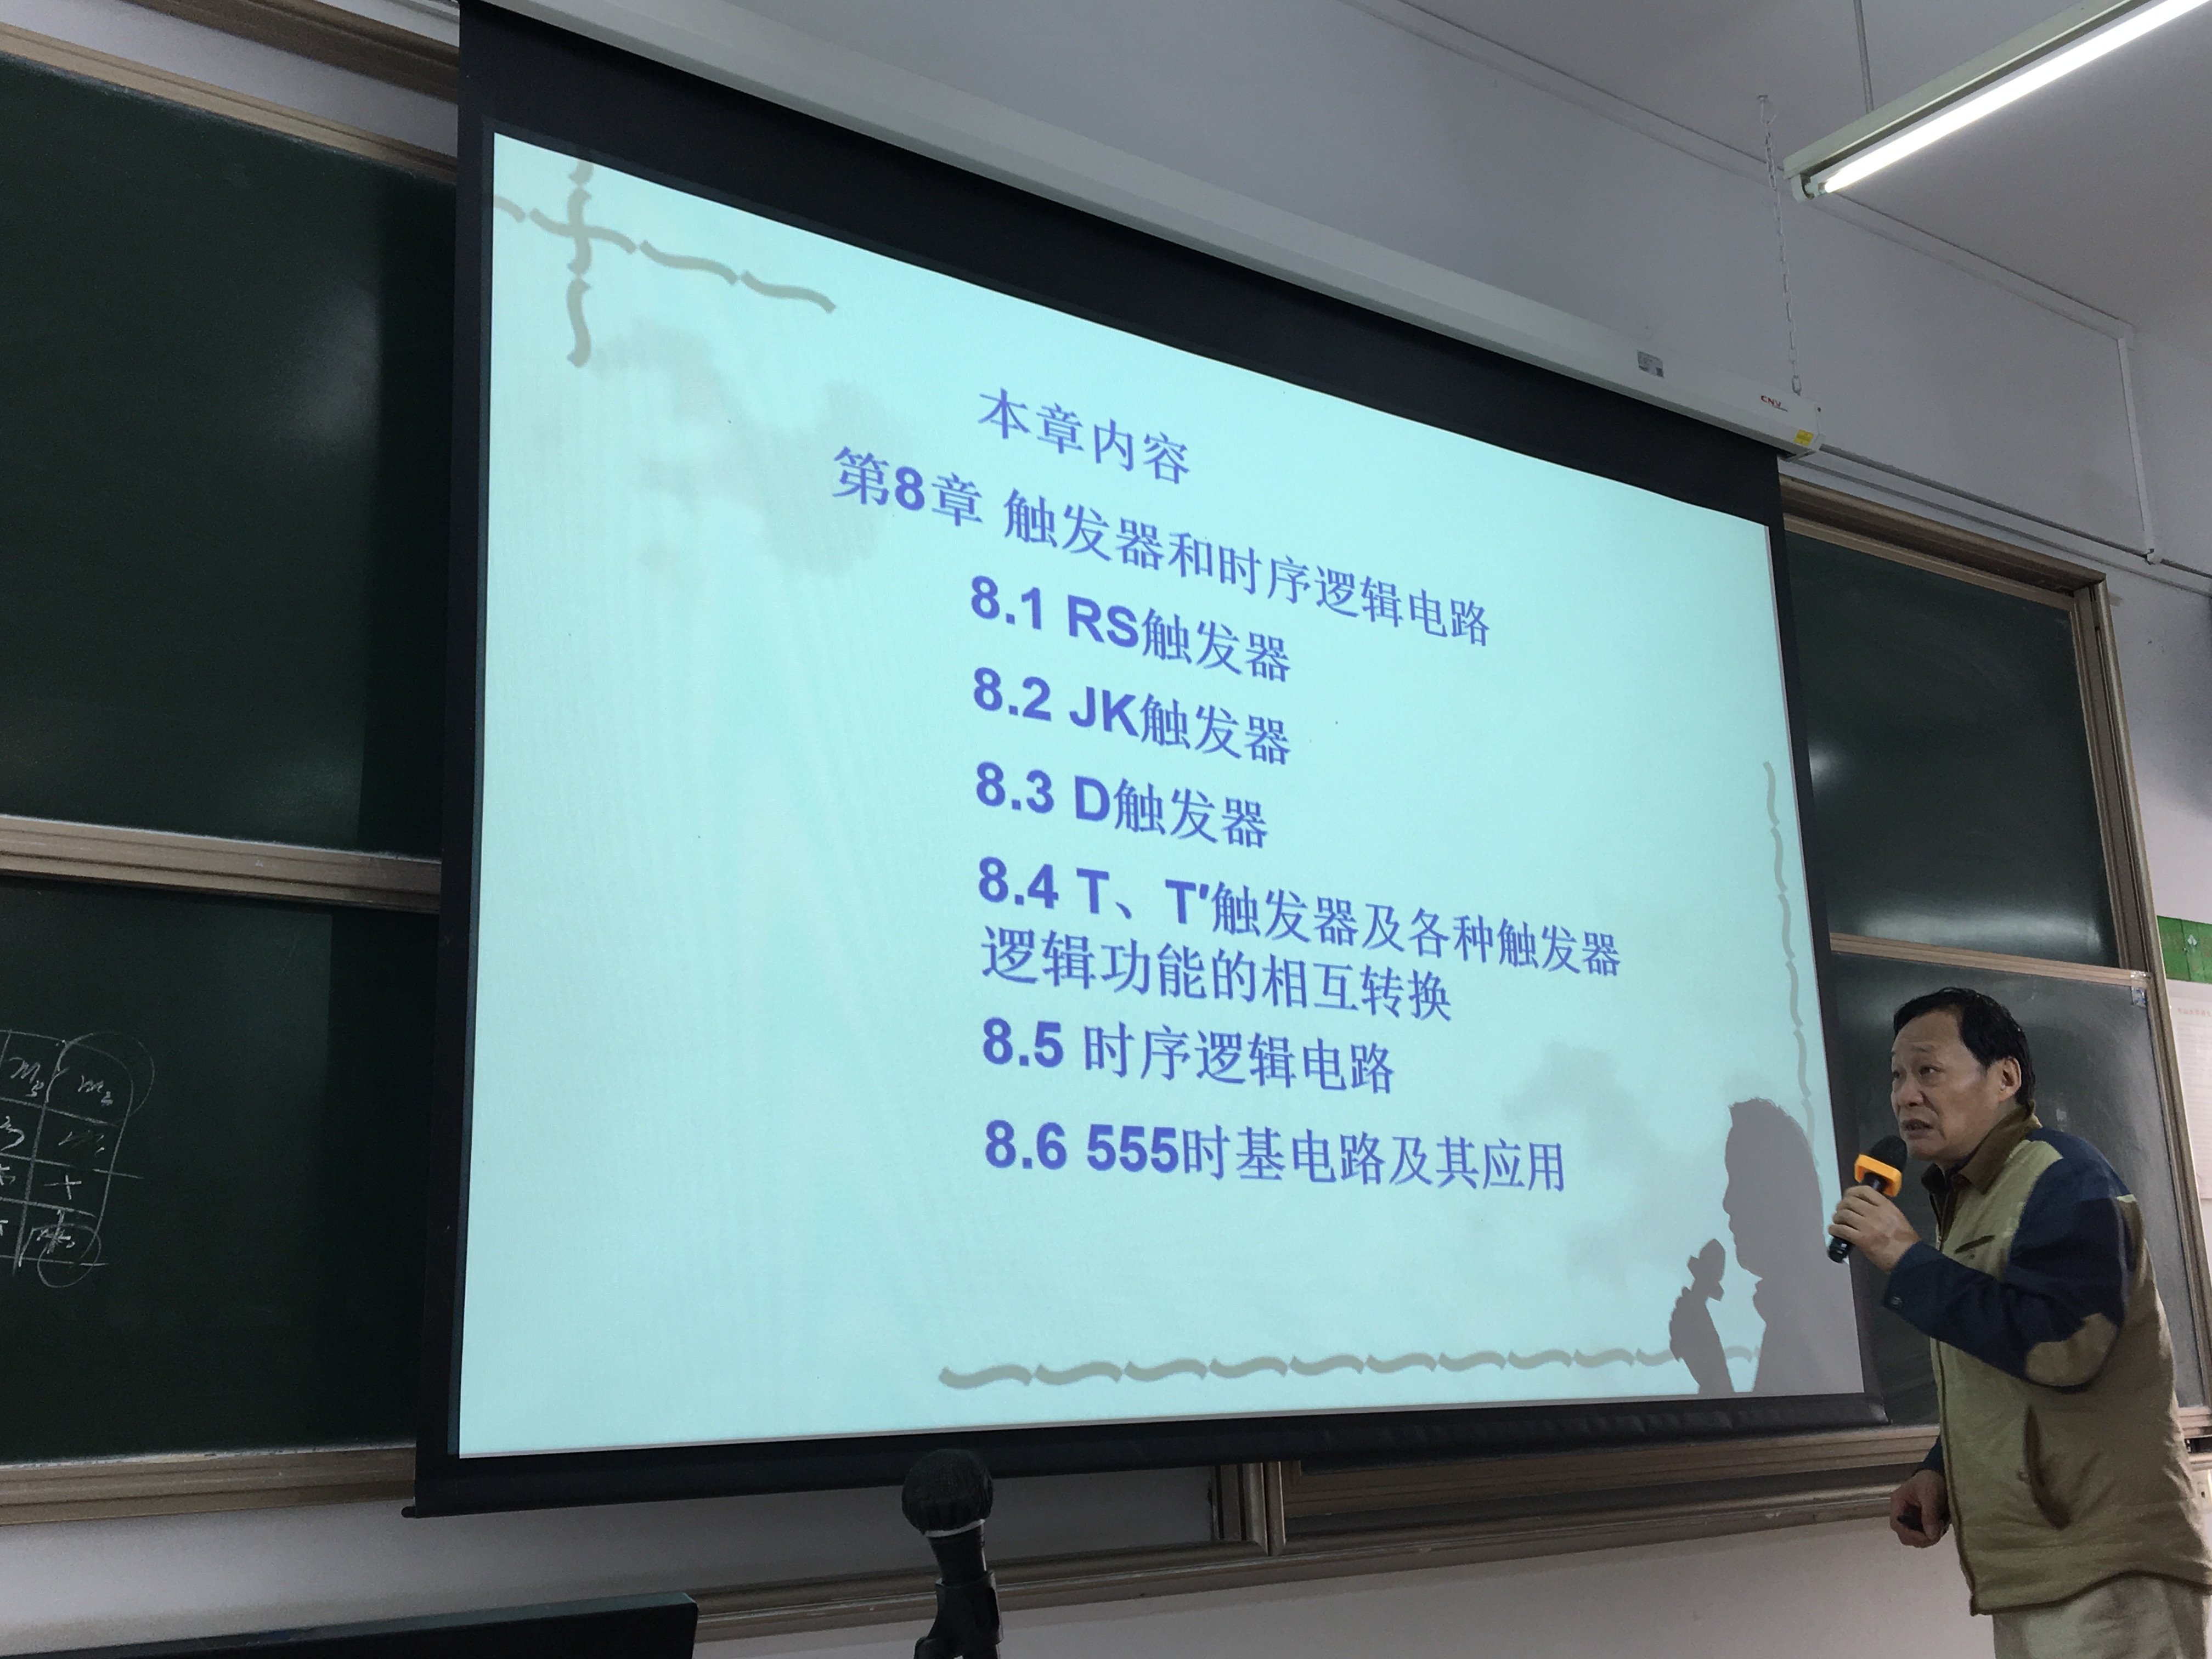 本章内容
第8章 触发器和时序逻辑电路
8.1 RS触发器
8.2 JK触发器
8.3 D触发器
8.4 T、T'触发器及各种触发器
逻辑功能的相互转换
8.5 时序逻辑电路
8.6 555时基电路及其应用